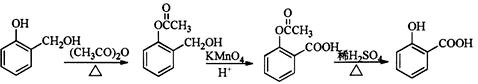 OH
CH₂OH
(CH₃CO)₂O
△
O
OCCH₃
CH₂OH
KMnO₄
H⁺
O
OCCH₃
COOH
稀H₂SO₄
△
OH
COOH